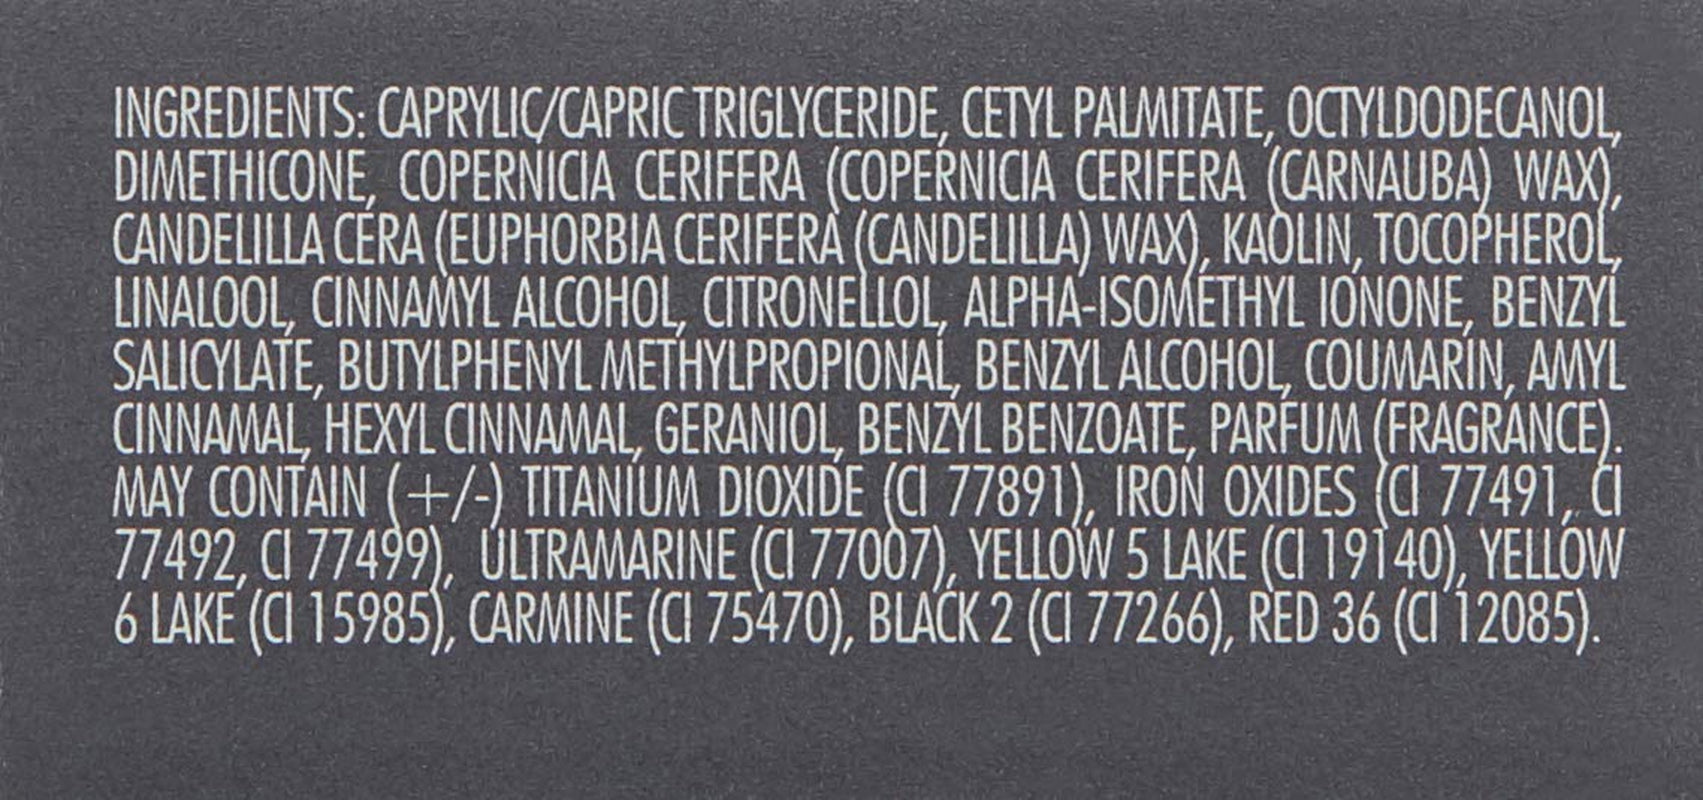 INGREDIENTS: CAPRYLIC/CAPRIC TRIGLYCERIDE, CETYL PALMITATE, OCTYLDODECANOL,
DIMETHICONE, COPERNICIA CERIFERA (COPERNICIA CERIFERA (CARNAUBA) WAX),
CANDELILLA CERA (EUPHORBIA CERIFERA (CANDELILLA) WAX), KAOLIN, TOCOPHEROL,
LINALOOL, CINNAMYL ALCOHOL, CITRONELLOL, ALPHA-ISOMETHYL IONONE, BENZYL
SALICYLATE, BUTYLPHENYL METHYLPROPIONAL, BENZYL ALCOHOL, COUMARIN, AMYL
CINNAMAL, HEXYL CINNAMAL, GERANIOL, BENZYL BENZOATE, PARFUM (FRAGRANCE).
MAY CONTAIN (+/-) TITANIUM DIOXIDE (CI 77891), IRON OXIDES (CI 77491, CI
77492, CI 77499), ULTRAMARINE (CI 77007), YELLOW 5 LAKE (CI 19140), YELLOW
6 LAKE (CI 15985), CARMINE (CI 75470), BLACK 2 (CI 77266), RED 36 (CI 12085).